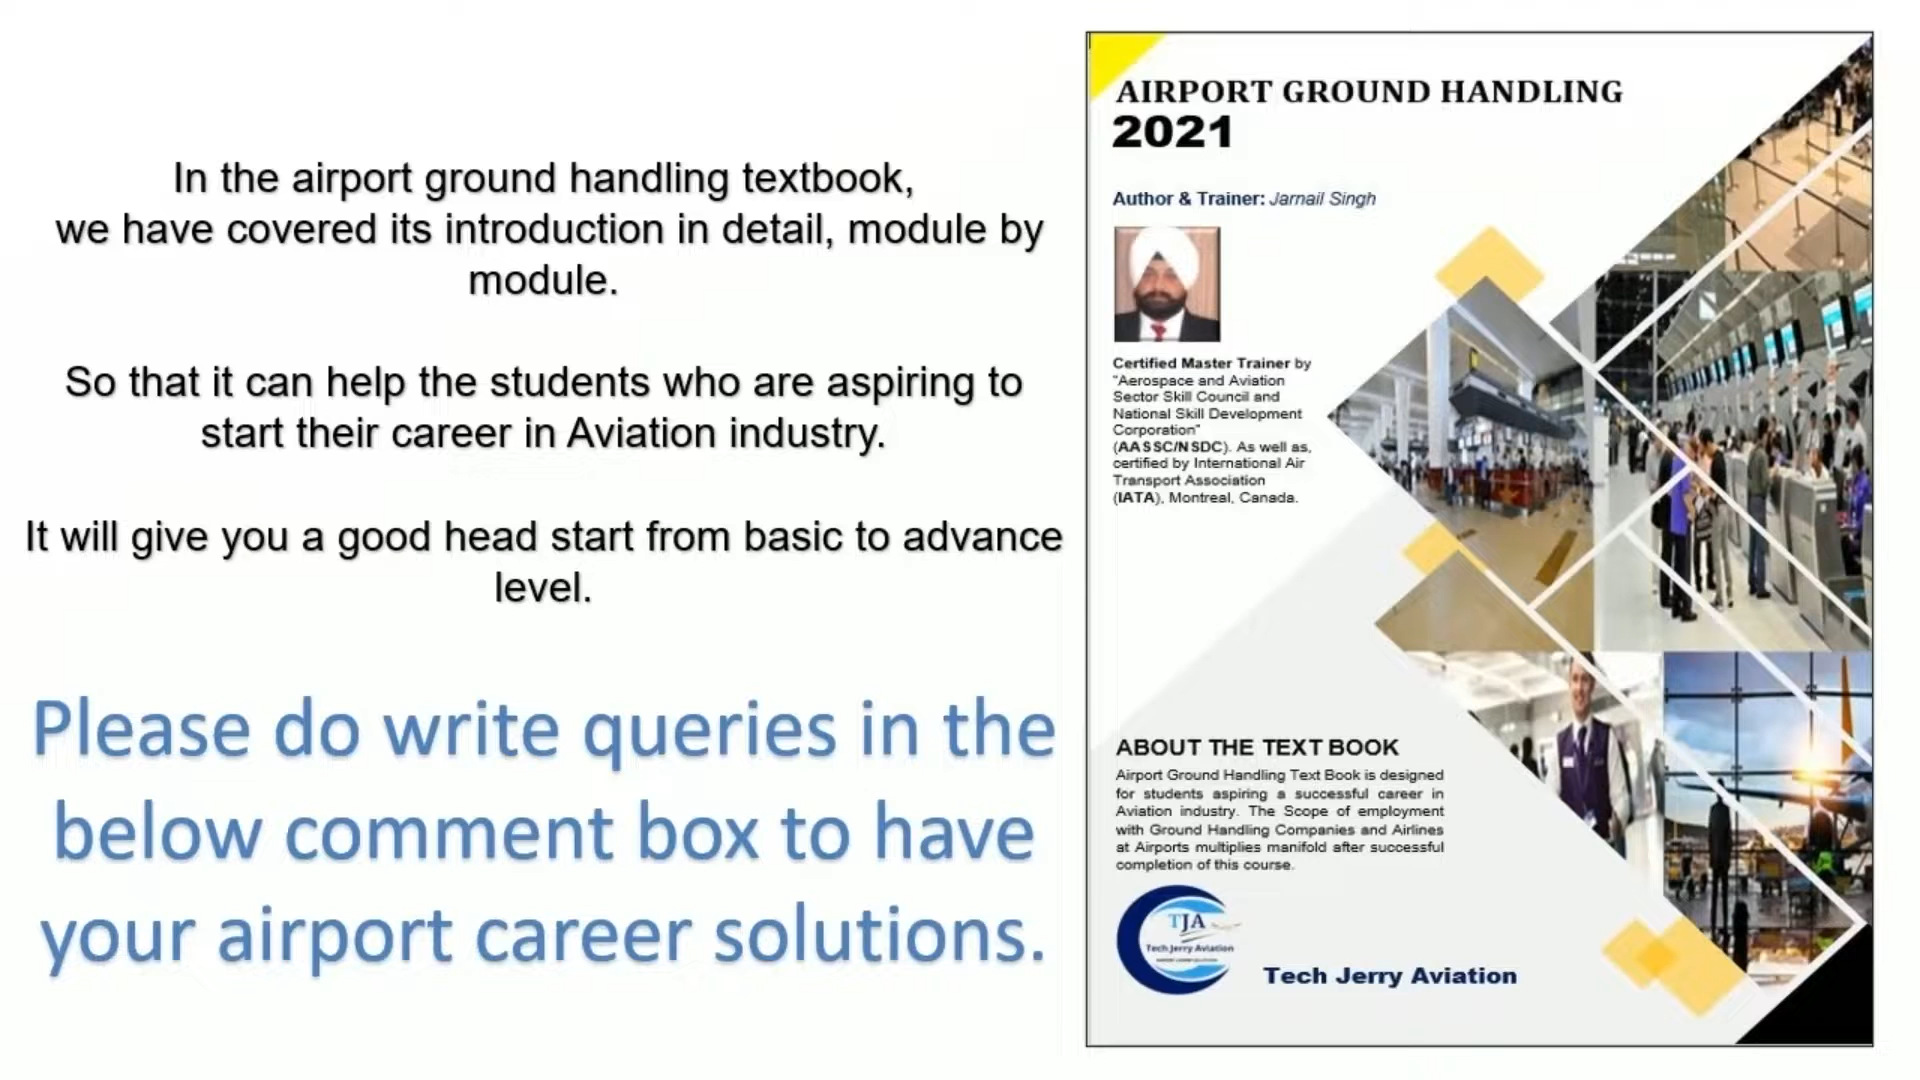 In the airport ground handling textbook,
we have covered its introduction in detail, module by
module.
So that it can help the students who are aspiring to
start their career in Aviation industry.
It will give you a good head start from basic to advance
level.
Please do write queries in the
below comment box to have
your airport career solutions.
AIRPORT GROUND HANDLING
2021
Author & Trainer: Jarnail Singh
Certified Master Trainer by
"Aerospace and Aviation
Sector Skill Council and
National Skill Development
Corporation"
(AASSC/NSDC). As well as,
certified by International Air
Transport Association
(IATA), Montreal, Canada.
ABOUT THE TEXT BOOK
Airport Ground Handling Text Book is designed
for students aspiring a successful career in
Aviation industry. The Scope of employment
with Ground Handling Companies and Airlines
at Airports multiplies manifold after successful
completion of this course.
TJA
Tech Jerry Aviation
Tech Jerry Aviation